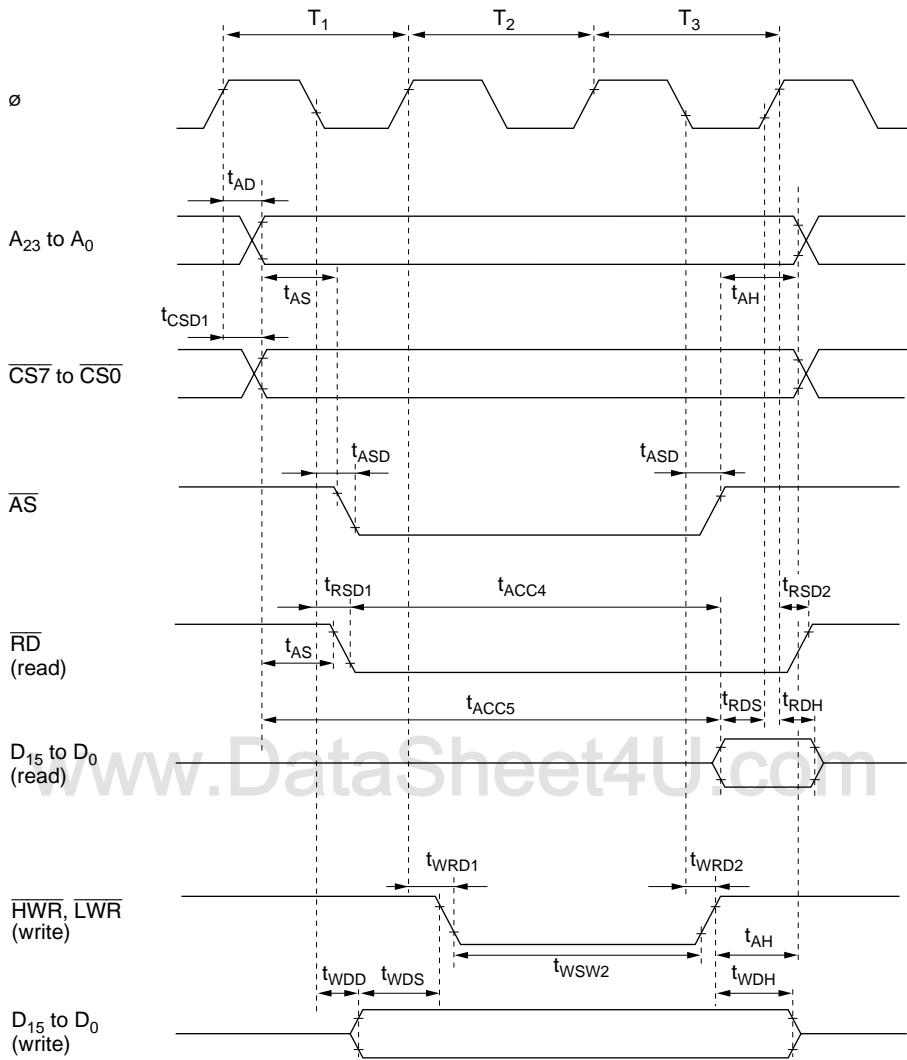 T1 T2 T3
ø
tAD
A23 to A0
tAS tAH
tCSD1
CS7 to CS0
tASD tASD
AS
tRSD1 tACC4 tRSD2
RD
(read)
tAS
tACC5 tRDS tRDH
D15 to D0
(read)
www.DataSheet4U.com
tWRD1 tWRD2
HWR, LWR
(write)
tAH
tWSW2
tWDD tWDS tWDH
D15 to D0
(write)